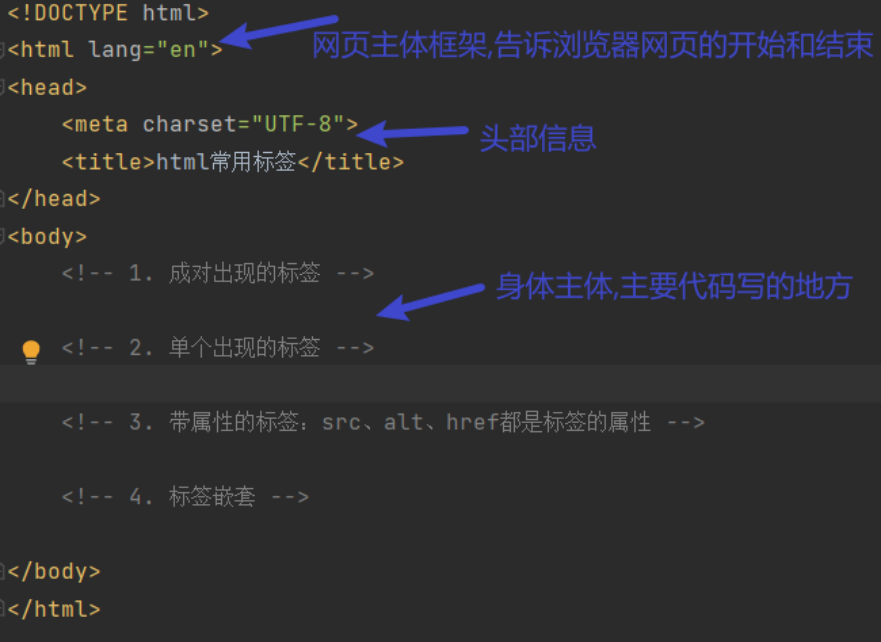 <!DOCTYPE html>
<html lang="en">
网页主体框架,告诉浏览器网页的开始和结束
<head>
<meta charset="UTF-8">
头部信息
<title>html常用标签</title>
</head>
<body>
<!-- 1. 成对出现的标签 -->
身体主体,主要代码写的地方
<!-- 2. 单个出现的标签 -->
<!-- 3. 带属性的标签：src、alt、href都是标签的属性 -->
<!-- 4. 标签嵌套 -->
</body>
</html>